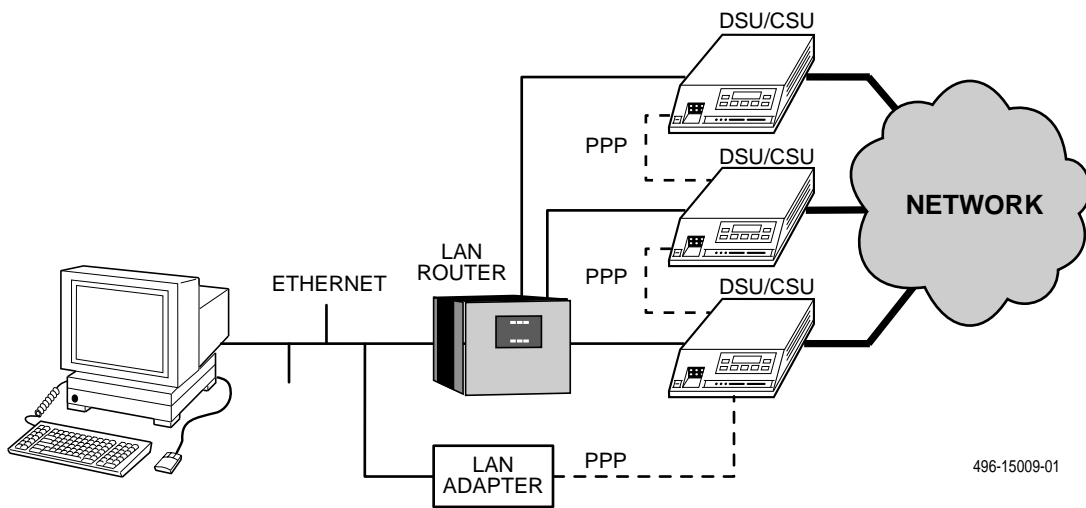 DSU/CSU
PPP
DSU/CSU
NETWORK
LAN
ROUTER
ETHERNET
PPP
DSU/CSU
LAN
ADAPTER
PPP
496-15009-01